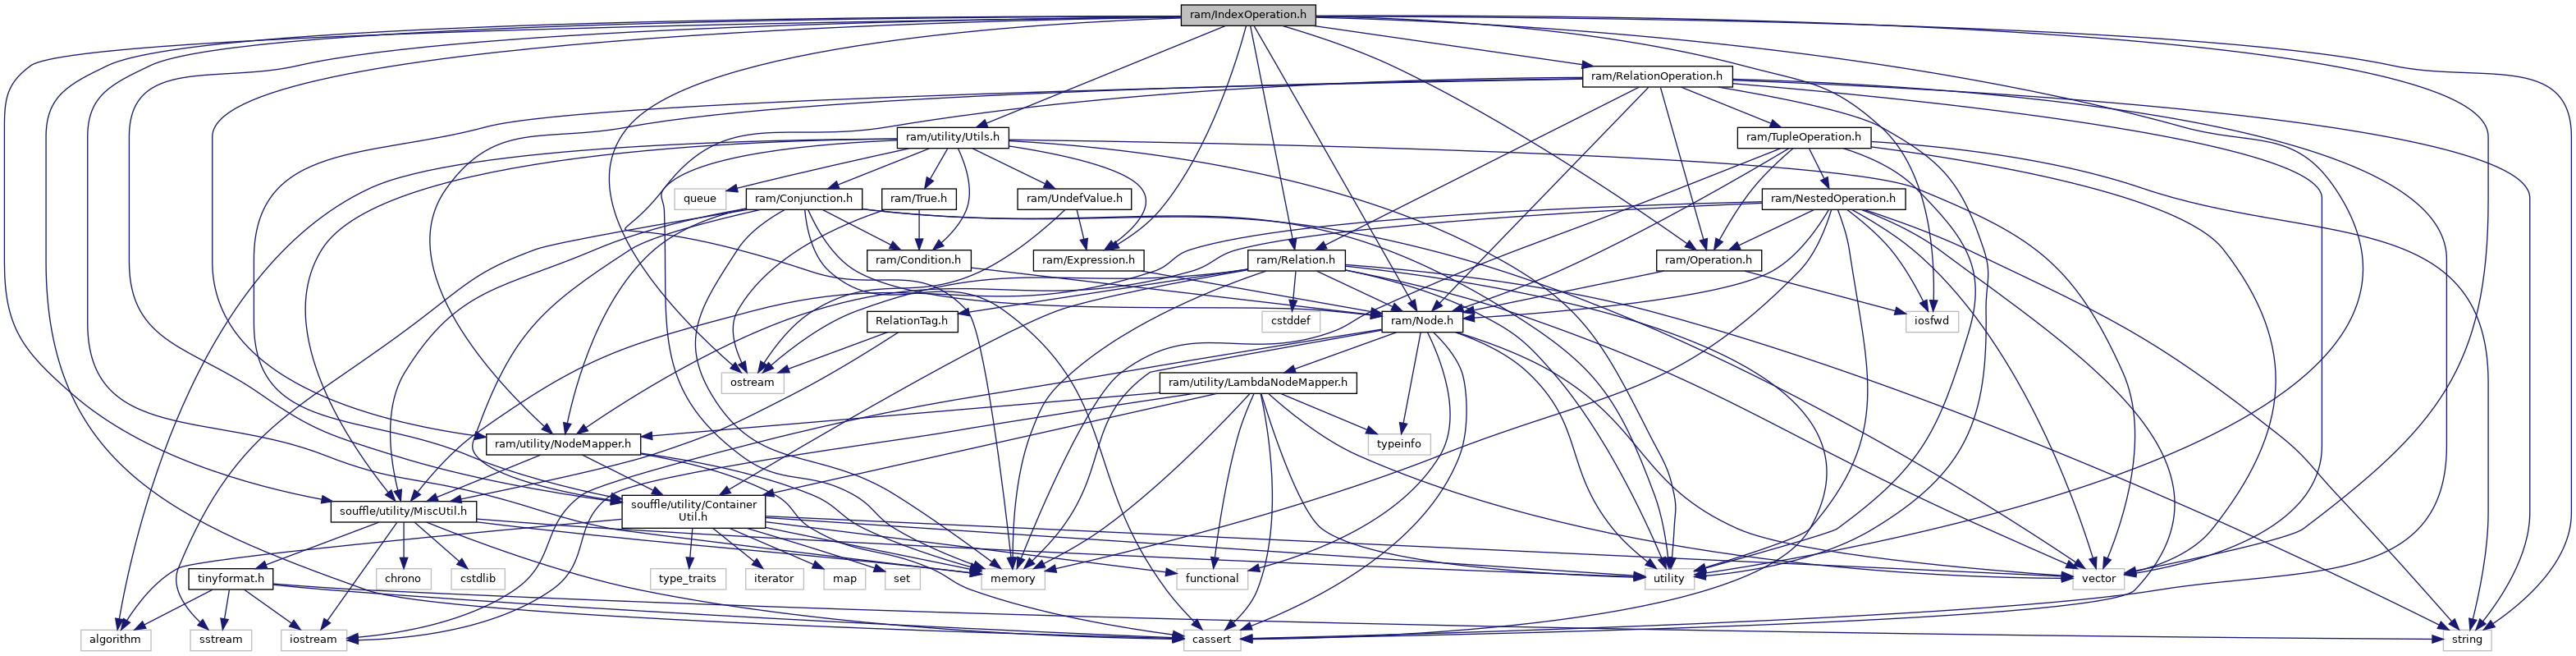 ram/IndexOperation.h
ram/RelationOperation.h
ram/utility/Utils.h
ram/TupleOperation.h
queue
ram/Conjunction.h
ram/True.h
ram/UndefValue.h
ram/NestedOperation.h
ram/Condition.h
ram/Expression.h
ram/Relation.h
ram/Operation.h
RelationTag.h
cstddef
ram/Node.h
iosfwd
ostream
ram/utility/LambdaNodeMapper.h
ram/utility/NodeMapper.h
typeinfo
souffle/utility/MiscUtil.h
souffle/utility/Container
Util.h
tinyformat.h
chrono
cstdlib
type_traits
iterator
map
set
memory
functional
utility
vector
algorithm
sstream
iostream
cassert
string